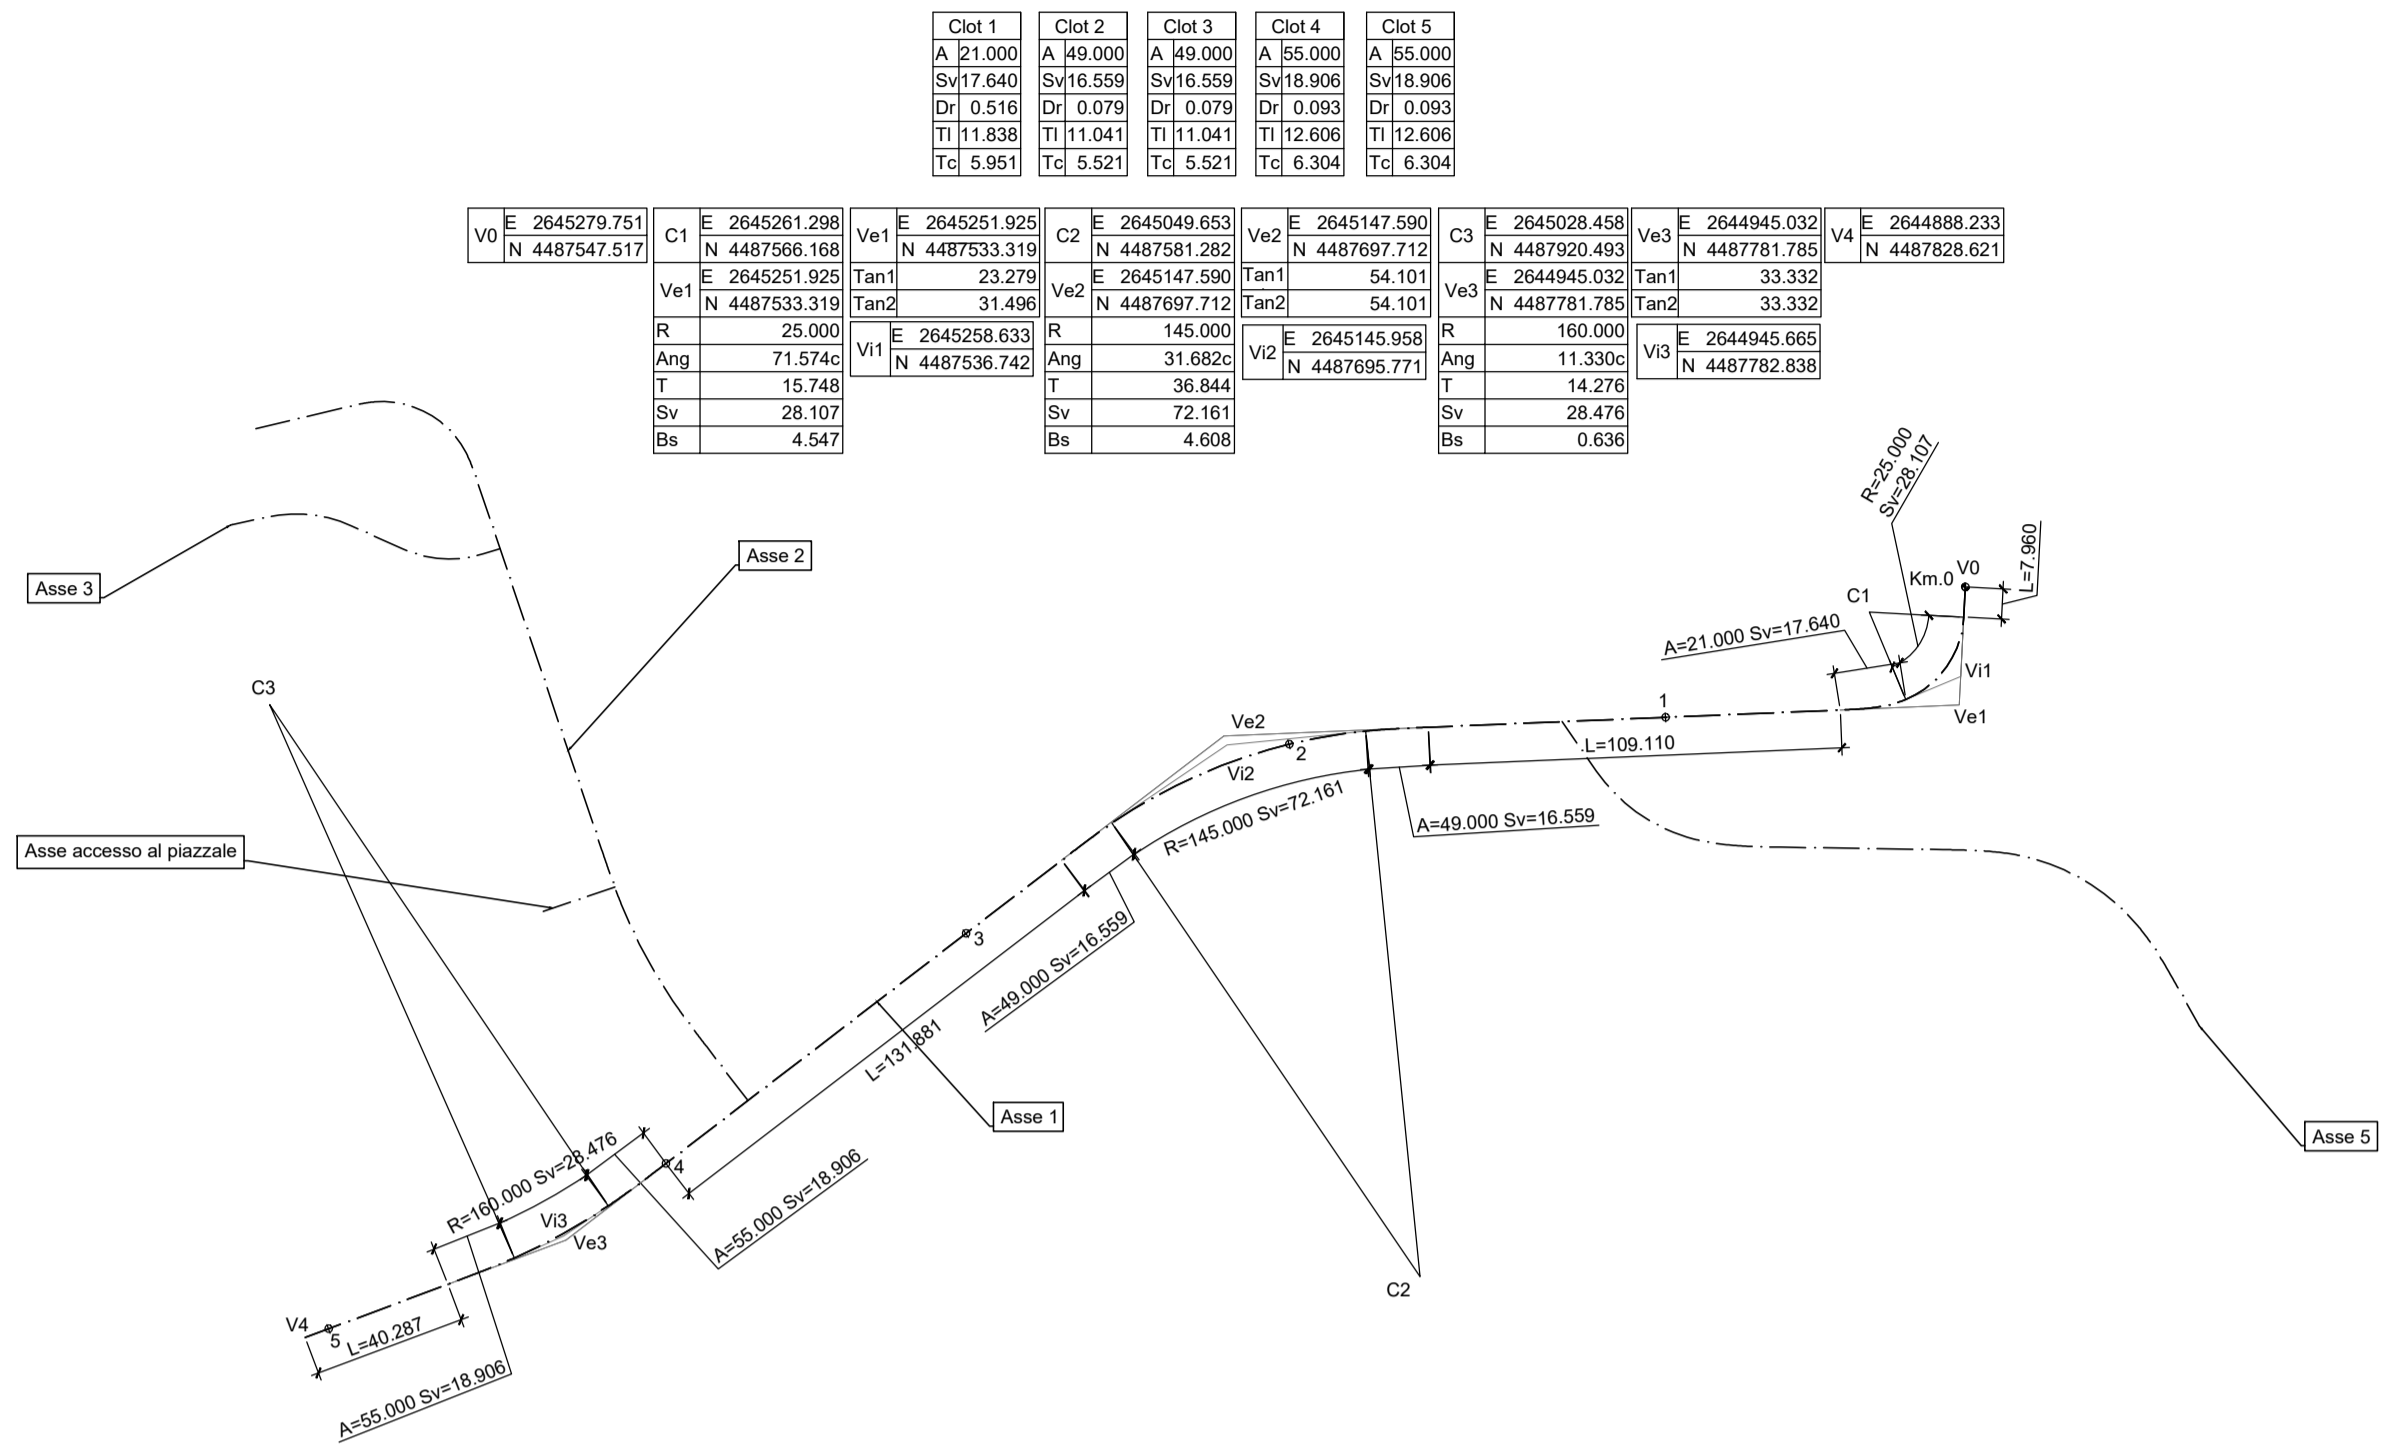 Clot 1
A 21.000
Sv 17.640
Dr 0.516
Tl 11.838
Tc 5.951
Clot 2
A 49.000
Sv 16.559
Dr 0.079
Tl 11.041
Tc 5.521
Clot 3
A 49.000
Sv 16.559
Dr 0.079
Tl 11.041
Tc 5.521
Clot 4
A 55.000
Sv 18.906
Dr 0.093
Tl 12.606
Tc 6.304
Clot 5
A 55.000
Sv 18.906
Dr 0.093
Tl 12.606
Tc 6.304
V0
E 2645279.751
N 4487547.517
C1
E 2645261.298
N 4487566.168
Ve1
E 2645251.925
N 4487533.319
R 25.000
Ang 71.574c
T 15.748
Sv 28.107
Bs 4.547
Ve1
E 2645251.925
N 4487533.319
Tan1 23.279
Tan2 31.496
Vi1
E 2645258.633
N 4487536.742
C2
E 2645049.653
N 4487581.282
Ve2
E 2645147.590
N 4487697.712
R 145.000
Ang 31.682c
T 36.844
Sv 72.161
Bs 4.608
Ve2
E 2645147.590
N 4487697.712
Tan1 54.101
Tan2 54.101
Vi2
E 2645145.958
N 4487695.771
C3
E 2645028.458
N 4487920.493
Ve3
E 2644945.032
N 4487781.785
R 160.000
Ang 11.330c
T 14.276
Sv 28.476
Bs 0.636
Ve3
E 2644945.032
N 4487781.785
Tan1 33.332
Tan2 33.332
Vi3
E 2644945.665
N 4487782.838
V4
E 2644888.233
N 4487828.621
R=25.000
Sv=28.107
L=7.960
Km.0
V0
C1
A=21.000 Sv=17.640
Vi1
Ve1
1
L=109.110
Ve2
2
Vi2
R=145.000 Sv=72.161
A=49.000 Sv=16.559
Asse 2
Asse 3
C3
Asse accesso al piazzale
3
A=49.000 Sv=16.559
L=131.881
Asse 1
Asse 5
R=160.000 Sv=28.476
4
A=55.000 Sv=18.906
Vi3
Ve3
C2
V4
5
L=40.287
A=55.000 Sv=18.906